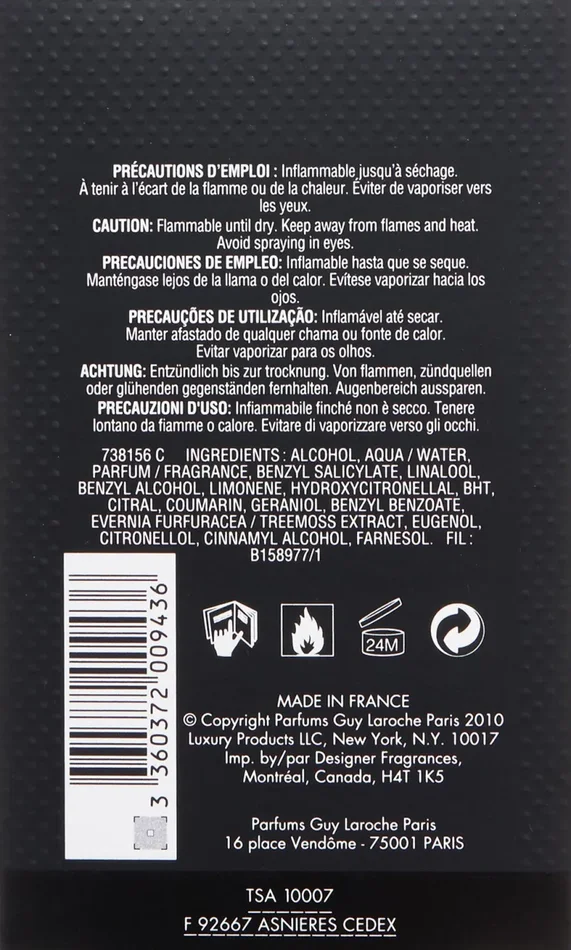 PRÉCAUTIONS D'EMPLOI : Inflammable jusqu'à séchage.
À tenir à l'écart de la flamme ou de la chaleur. Éviter de vaporiser vers
les yeux.
CAUTION: Flammable until dry. Keep away from flames and heat.
Avoid spraying in eyes.
PRECAUCIONES DE EMPLEO: Inflamable hasta que se seque.
Manténgase lejos de la llama o del calor. Evítese vaporizar hacia los
ojos.
PRECAUÇÕES DE UTILIZAÇÃO: Inflamável até secar.
Manter afastado de qualquer chama ou fonte de calor.
Evitar vaporizar para os olhos.
ACHTUNG: Entzündlich bis zur trocknung. Von flammen, zündquellen
oder glühenden gegenständen fernhalten. Augenbereich aussparen.
PRECAUZIONI D'USO: Infiammabile finché non è secco. Tenere
lontano da fiamme o calore. Evitare di vaporizzare verso gli occhi.
738156 C INGREDIENTS : ALCOHOL, AQUA / WATER,
PARFUM / FRAGRANCE, BENZYL SALICYLATE, LINALOOL,
BENZYL ALCOHOL, LIMONENE, HYDROXYCITRONELLAL, BHT,
CITRAL, COUMARIN, GERANIOL, BENZYL BENZOATE,
EVERNIA FURFURACEA / TREEMOSS EXTRACT, EUGENOL,
CITRONELLOL, CINNAMYL ALCOHOL, FARNESOL. FIL :
B158977/1
3 360372 009436
24M
MADE IN FRANCE
© Copyright Parfums Guy Laroche Paris 2010
Luxury Products LLC, New York, N.Y. 10017
Imp. by/par Designer Fragrances,
Montréal, Canada, H4T 1K5
Parfums Guy Laroche Paris
16 place Vendôme - 75001 PARIS
TSA 10007
F 92667 ASNIERES CEDEX